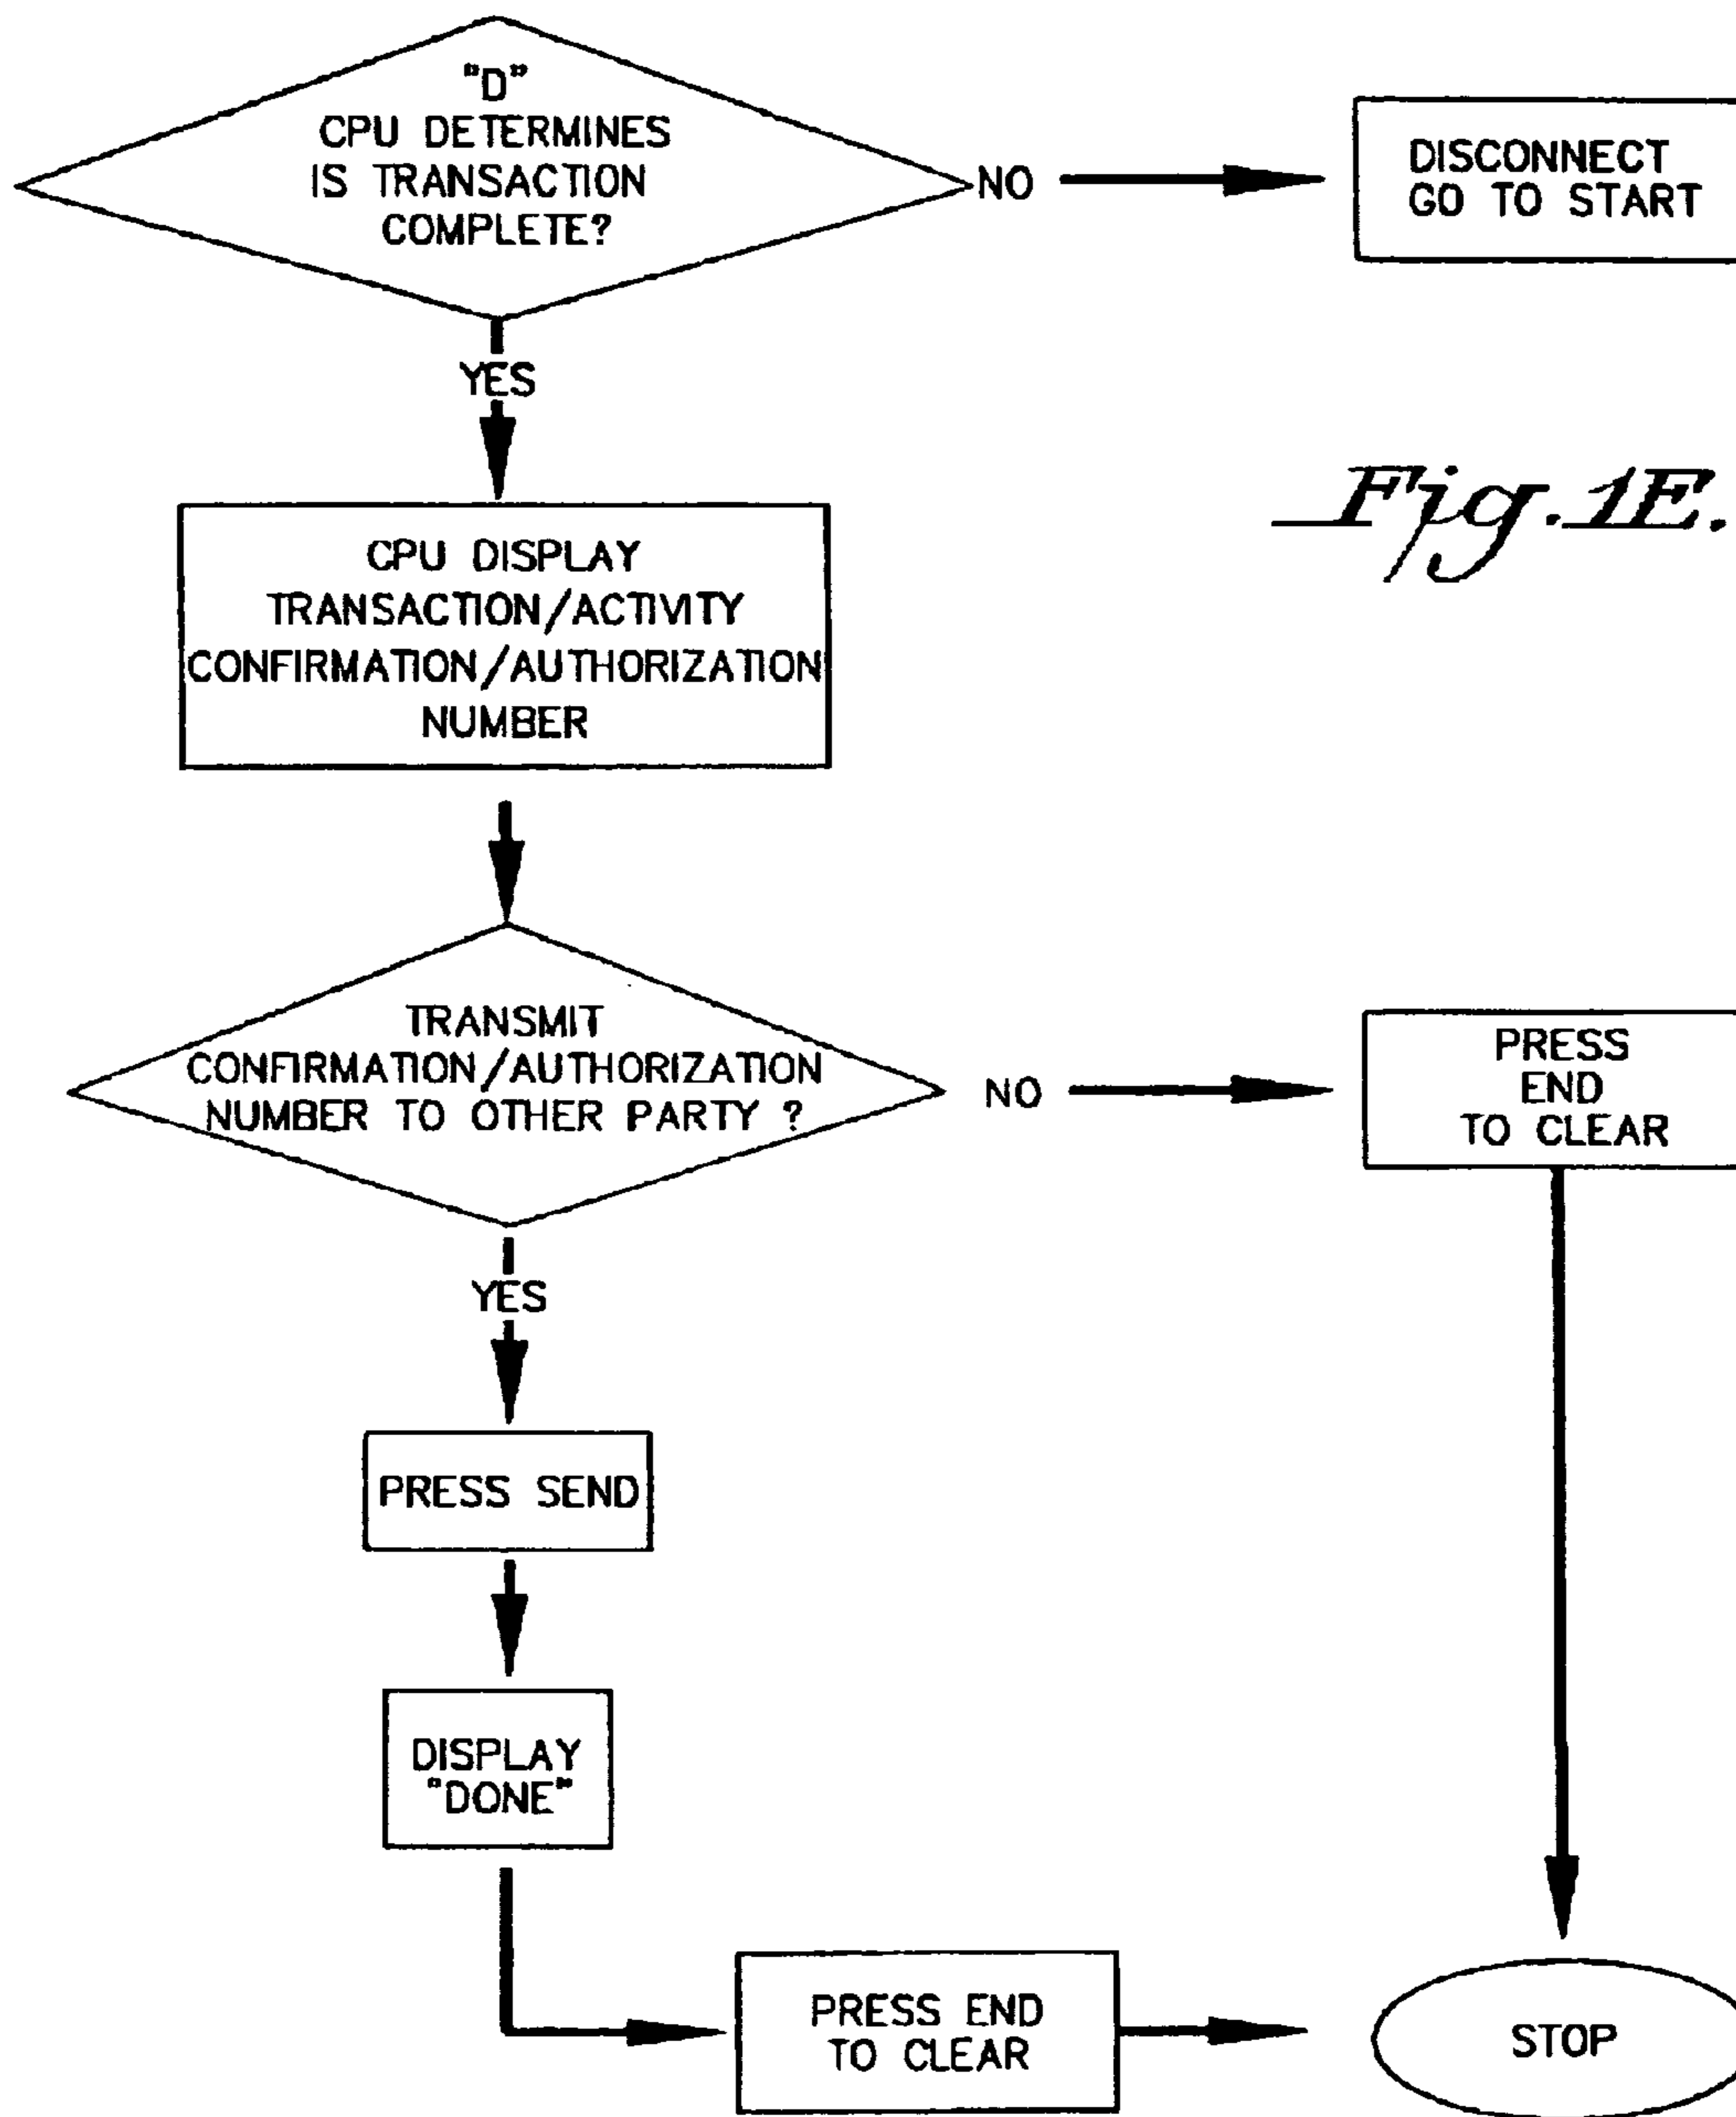 "D"
CPU DETERMINES
IS TRANSACTION
COMPLETE?
NO
DISCONNECT
GO TO START
YES
Fig. 1E.
CPU DISPLAY
TRANSACTION/ACTIVITY
CONFIRMATION/AUTHORIZATION
NUMBER
TRANSMIT
CONFIRMATION/AUTHORIZATION
NUMBER TO OTHER PARTY ?
NO
PRESS
END
TO CLEAR
YES
PRESS SEND
DISPLAY
"DONE"
PRESS END
TO CLEAR
STOP